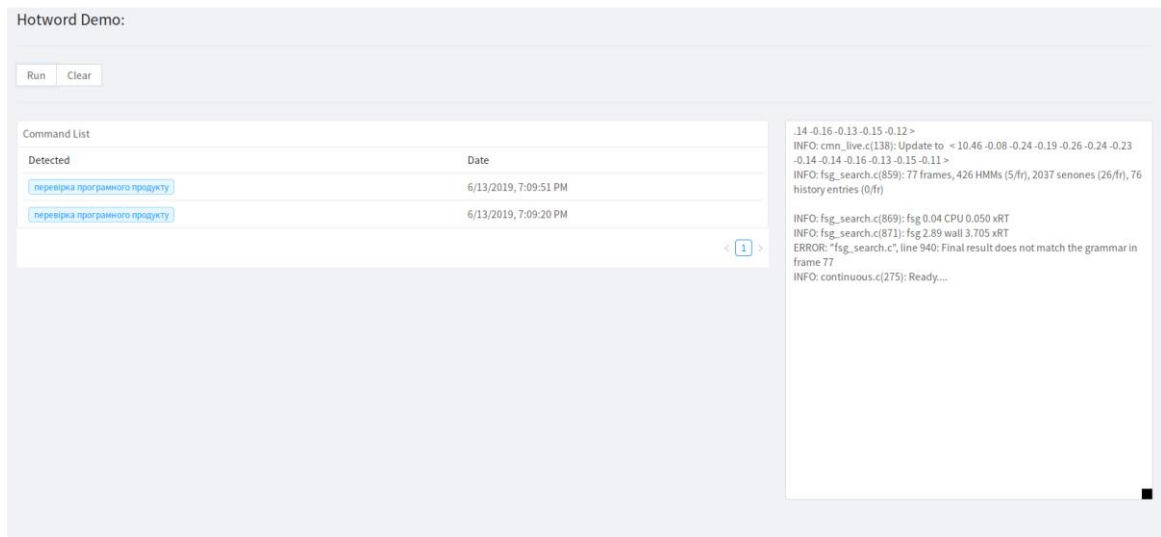 Hotword Demo:
Run Clear
Command List
Detected Date
перевірка програмного продукту 6/13/2019, 7:09:51 PM
перевірка програмного продукту 6/13/2019, 7:09:20 PM
< 1 >
.14 -0.16 -0.13 -0.15 -0.12 >
INFO: cmn_live.c(138): Update to < 10.46 -0.08 -0.24 -0.19 -0.26 -0.24 -0.23
-0.14 -0.14 -0.16 -0.13 -0.15 -0.11 >
INFO: fsg_search.c(859): 77 frames, 426 HMMs (5/fr), 2037 senones (26/fr), 76
history entries (0/fr)
INFO: fsg_search.c(869): fsg 0.04 CPU 0.050 xRT
INFO: fsg_search.c(871): fsg 2.89 wall 3.705 xRT
ERROR: "fsg_search.c", line 940: Final result does not match the grammar in
frame 77
INFO: continuous.c(275): Ready....